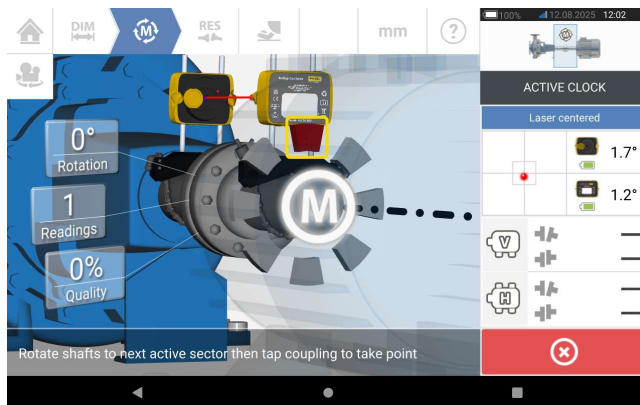 DIM
M
RES
mm
?
100%
12.08.2025 12:02
ACTIVE CLOCK
Laser centered
1.7°
1.2°
0°
Rotation
1
Readings
0%
Quality
M
V
H
Rotate shafts to next active sector then tap coupling to take point